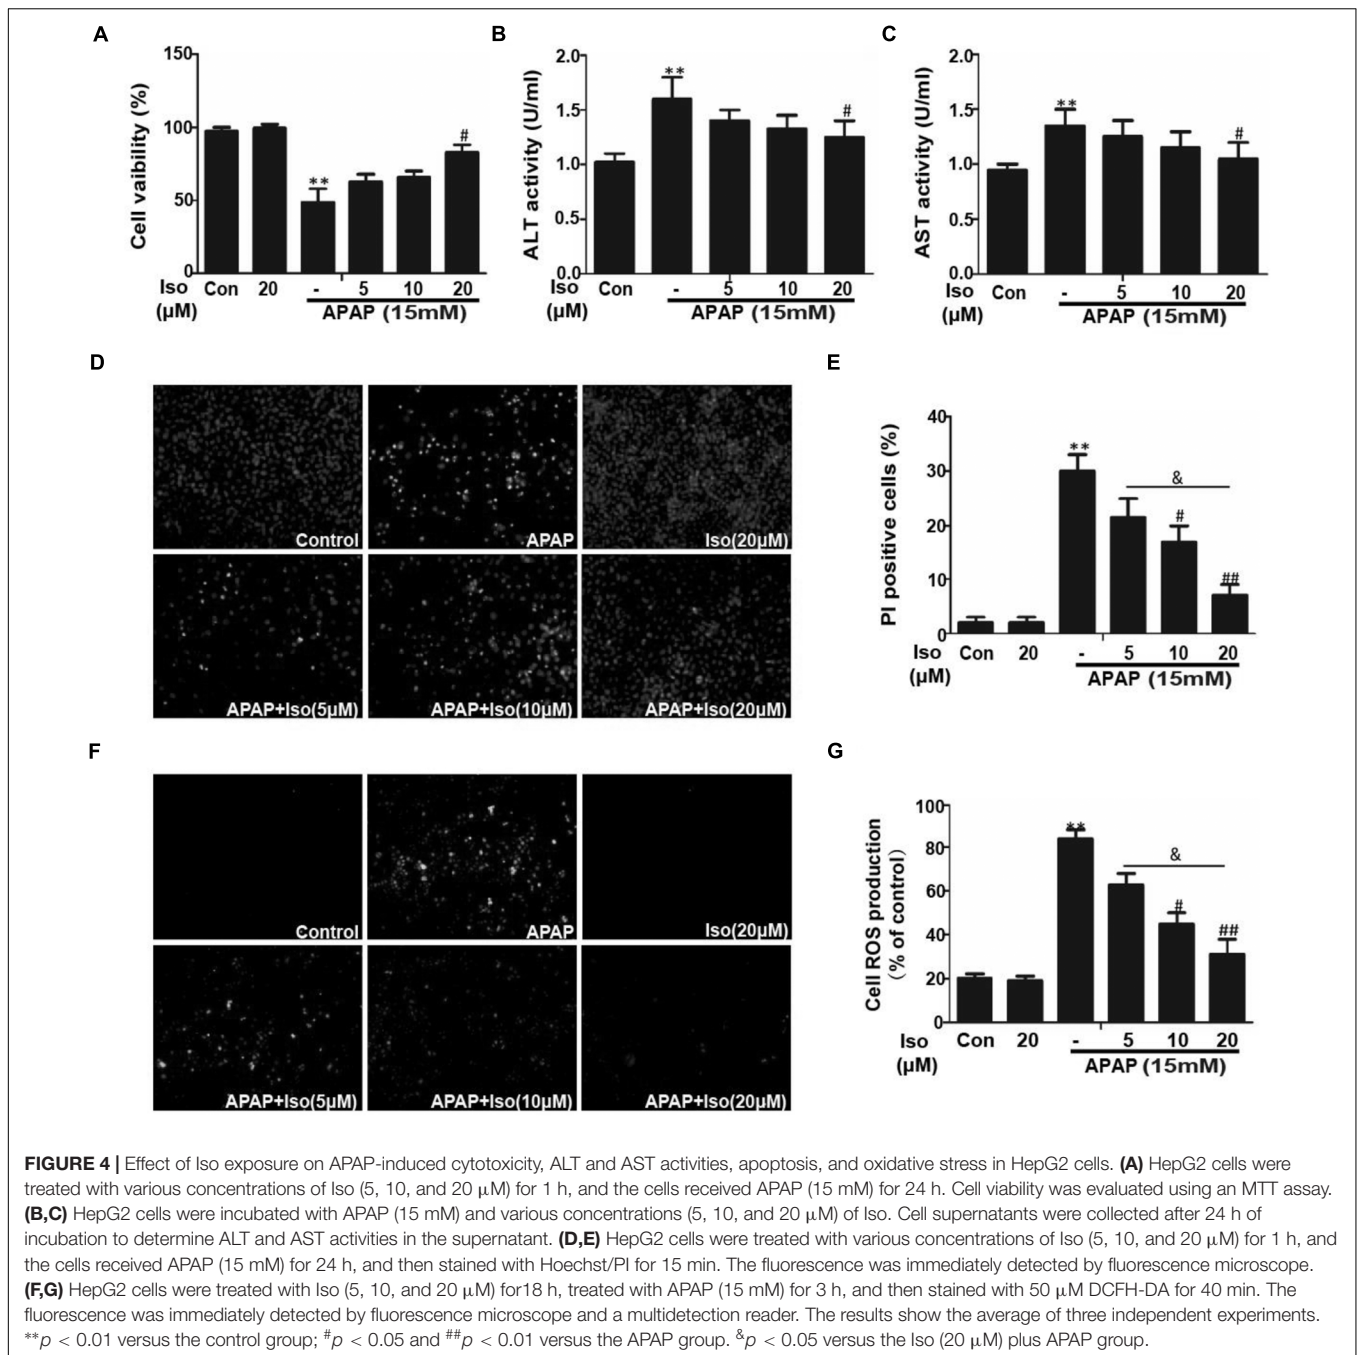 A
Cell vaibility (%)
150
100
50
0
**
#
Iso
(μM)
Con 20 - 5 10 20
APAP (15mM)
B
ALT activity (U/ml)
2.0
1.5
1.0
0.5
0.0
**
#
Iso
(μM)
Con - 5 10 20
APAP (15mM)
C
AST activity (U/ml)
2.0
1.5
1.0
0.5
0.0
**
#
Iso
(μM)
Con - 5 10 20
APAP (15mM)
D
Control
APAP
Iso(20μM)
APAP+Iso(5μM)
APAP+Iso(10μM)
APAP+Iso(20μM)
E
PI positive cells (%)
40
30
20
10
0
**
&
#
##
Iso
(μM)
Con 20 - 5 10 20
APAP (15mM)
F
Control
APAP
Iso(20μM)
APAP+Iso(5μM)
APAP+Iso(10μM)
APAP+Iso(20μM)
G
Cell ROS production
(% of control)
100
80
60
40
20
0
**
&
#
##
Iso
(μM)
Con 20 - 5 10 20
APAP (15mM)
FIGURE 4 | Effect of Iso exposure on APAP-induced cytotoxicity, ALT and AST activities, apoptosis, and oxidative stress in HepG2 cells. (A) HepG2 cells were
treated with various concentrations of Iso (5, 10, and 20 μM) for 1 h, and the cells received APAP (15 mM) for 24 h. Cell viability was evaluated using an MTT assay.
(B,C) HepG2 cells were incubated with APAP (15 mM) and various concentrations (5, 10, and 20 μM) of Iso. Cell supernatants were collected after 24 h of
incubation to determine ALT and AST activities in the supernatant. (D,E) HepG2 cells were treated with various concentrations of Iso (5, 10, and 20 μM) for 1 h, and
the cells received APAP (15 mM) for 24 h, and then stained with Hoechst/PI for 15 min. The fluorescence was immediately detected by fluorescence microscope.
(F,G) HepG2 cells were treated with Iso (5, 10, and 20 μM) for18 h, treated with APAP (15 mM) for 3 h, and then stained with 50 μM DCFH-DA for 40 min. The
fluorescence was immediately detected by fluorescence microscope and a multidetection reader. The results show the average of three independent experiments.
**p < 0.01 versus the control group; #p < 0.05 and ##p < 0.01 versus the APAP group. &p < 0.05 versus the Iso (20 μM) plus APAP group.